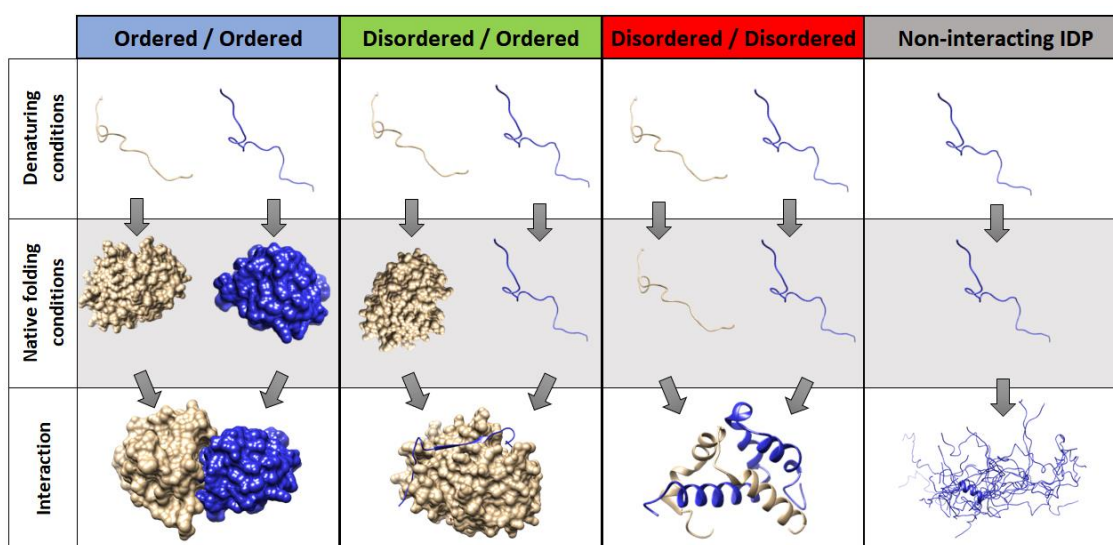 Ordered / Ordered
Disordered / Ordered
Disordered / Disordered
Non-interacting IDP
Denaturing
conditions
Native folding
conditions
Interaction